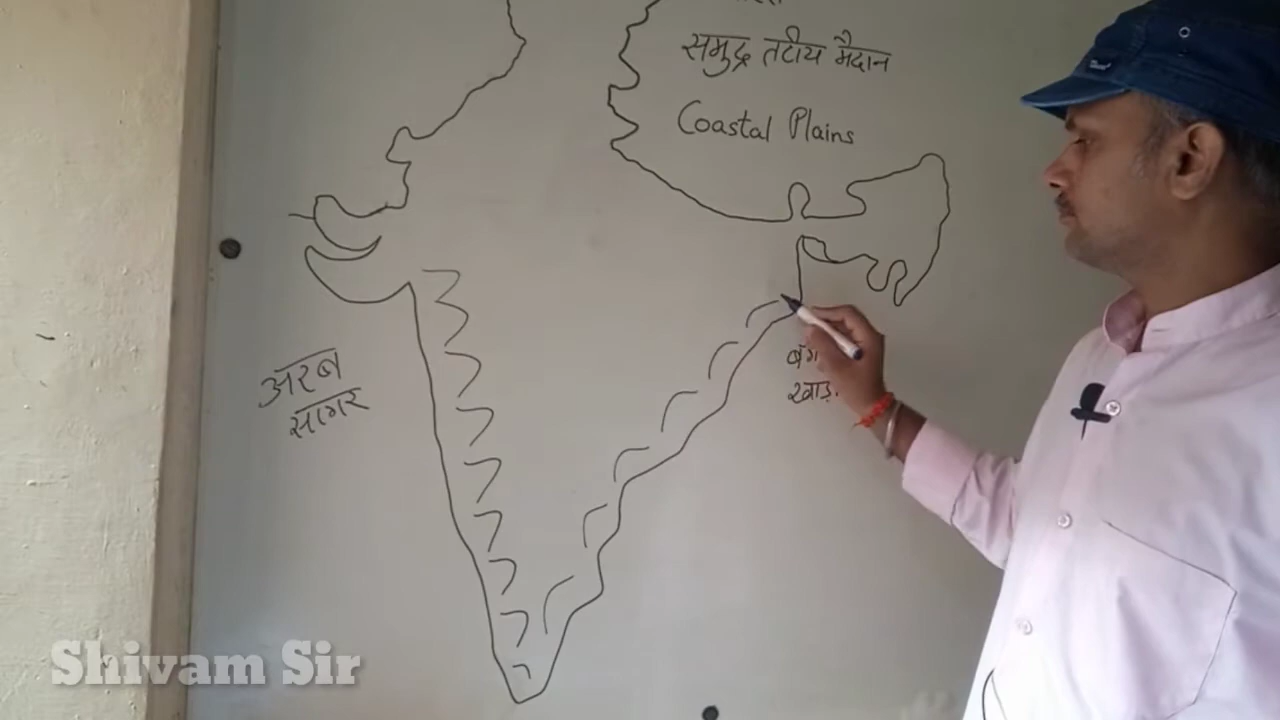 समुद्र तटीय मैदान
Coastal Plains
अरब
सागर
खाड़.
Shivam Sir